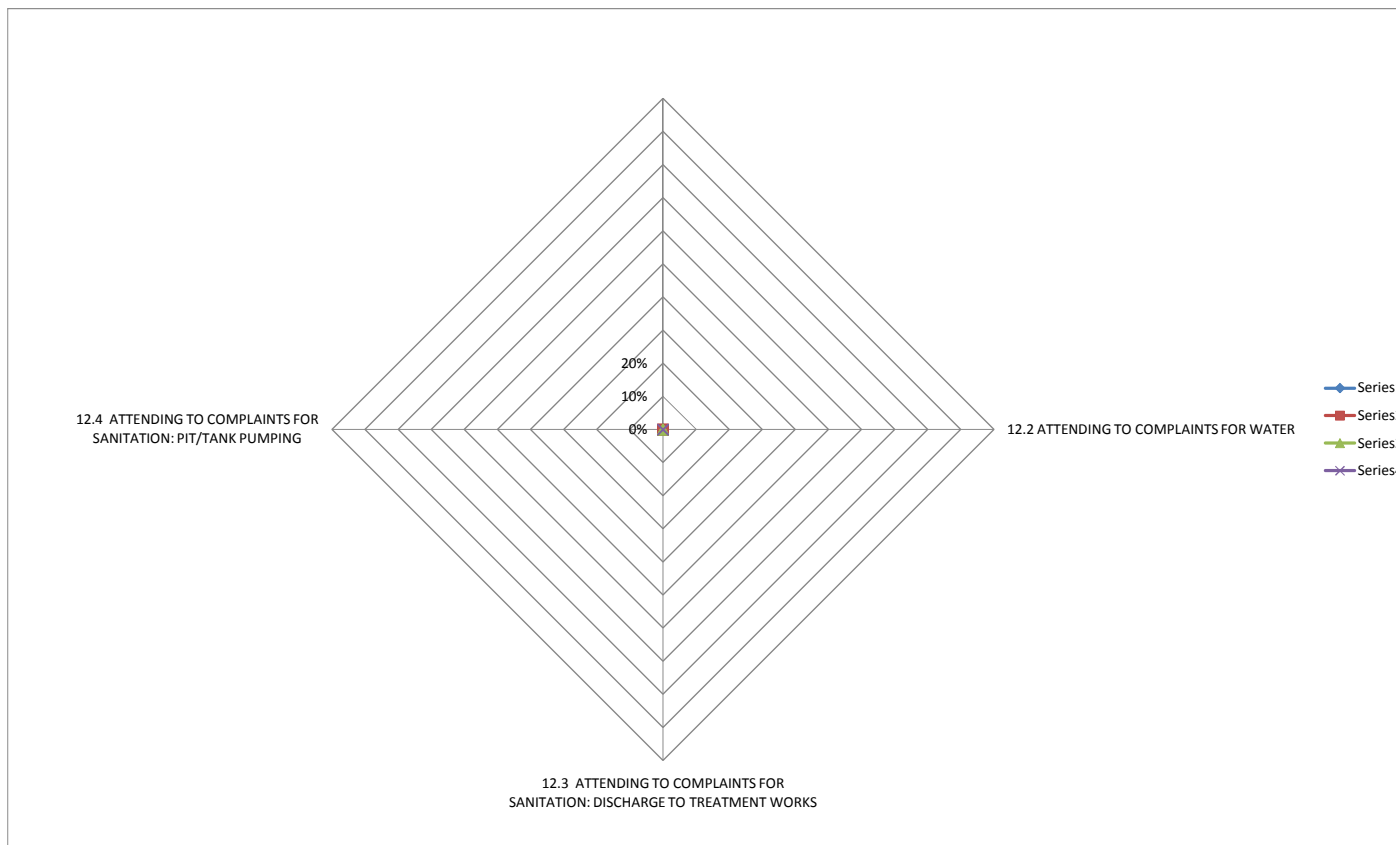 20%
10%
0%
12.4 ATTENDING TO COMPLAINTS FOR
SANITATION: PIT/TANK PUMPING
12.2 ATTENDING TO COMPLAINTS FOR WATER
Series
Series
Series
Series
12.3 ATTENDING TO COMPLAINTS FOR
SANITATION: DISCHARGE TO TREATMENT WORKS